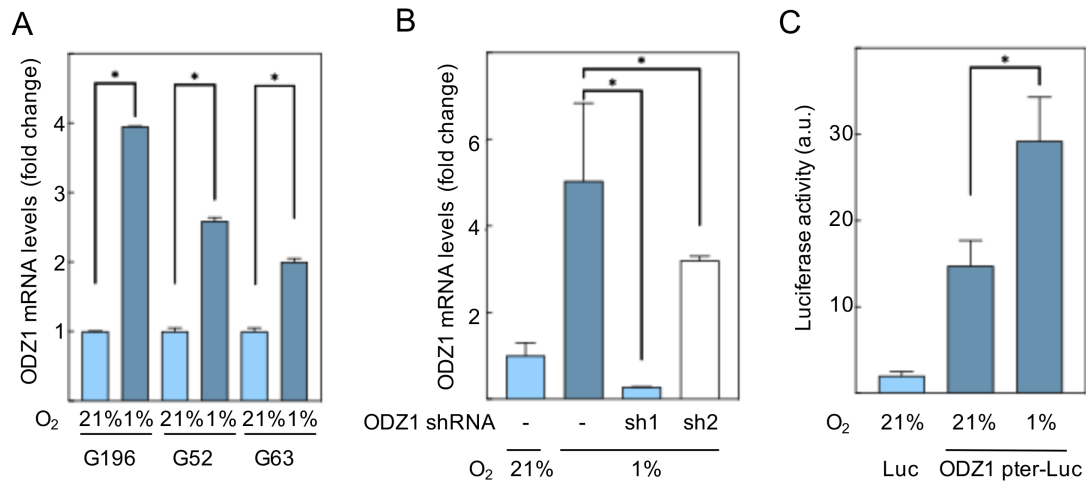 A
ODZ1 mRNA levels (fold change)
4
3
2
1
* * *
O2 21% 1% 21% 1% 21% 1%
G196 G52 G63
B
ODZ1 mRNA levels (fold change)
6
4
2
*
*
ODZ1 shRNA - - sh1 sh2
O2 21% 1%
C
Luciferase activity (a.u.)
30
20
10
*
O2 21% 21% 1%
Luc ODZ1 pter-Luc